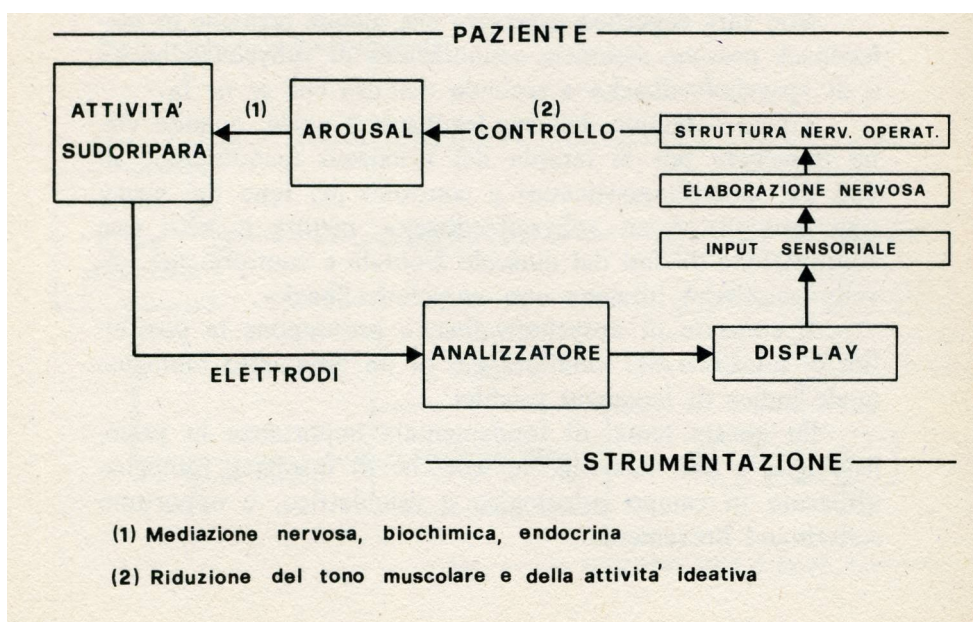 PAZIENTE
ATTIVITA'
SUDORIPARA
(1)
AROUSAL
(2)
CONTROLLO
STRUTTURA NERV. OPERAT.
ELABORAZIONE NERVOSA
INPUT SENSORIALE
ELETTRODI
ANALIZZATORE
DISPLAY
STRUMENTAZIONE
(1) Mediazione nervosa, biochimica, endocrina
(2) Riduzione del tono muscolare e della attivita' ideativa